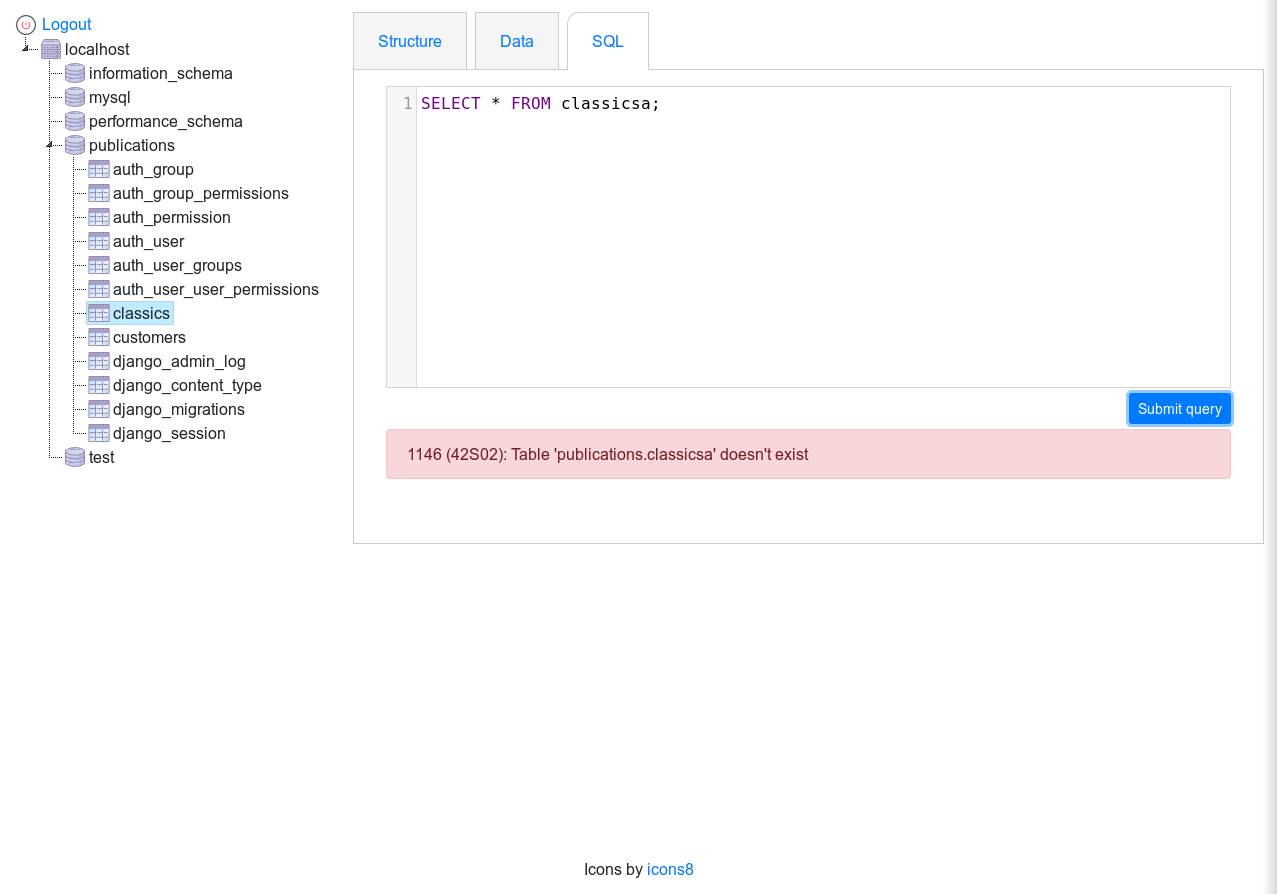 Logout
localhost
information_schema
mysql
performance_schema
publications
auth_group
auth_group_permissions
auth_permission
auth_user
auth_user_groups
auth_user_user_permissions
classics
customers
django_admin_log
django_content_type
django_migrations
django_session
test
Structure Data SQL
1 SELECT * FROM classicsa;
Submit query
1146 (42S02): Table 'publications.classicsa' doesn't exist
Icons by icons8